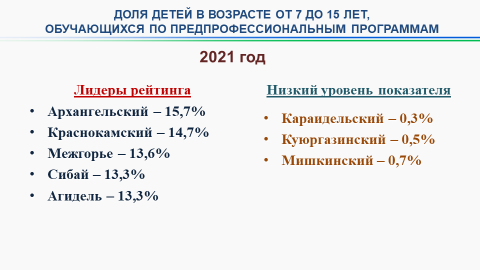 ДОЛЯ ДЕТЕЙ В ВОЗРАСТЕ ОТ 7 ДО 15 ЛЕТ,
ОБУЧАЮЩИХСЯ ПО ПРЕДПРОФЕССИОНАЛЬНЫМ ПРОГРАММАМ
2021 год
Лидеры рейтинга
• Архангельский – 15,7%
• Краснокамский – 14,7%
• Межгорье – 13,6%
• Сибай – 13,3%
• Агидель – 13,3%
Низкий уровень показателя
• Караидельский – 0,3%
• Куюргазинский – 0,5%
• Мишкинский – 0,7%